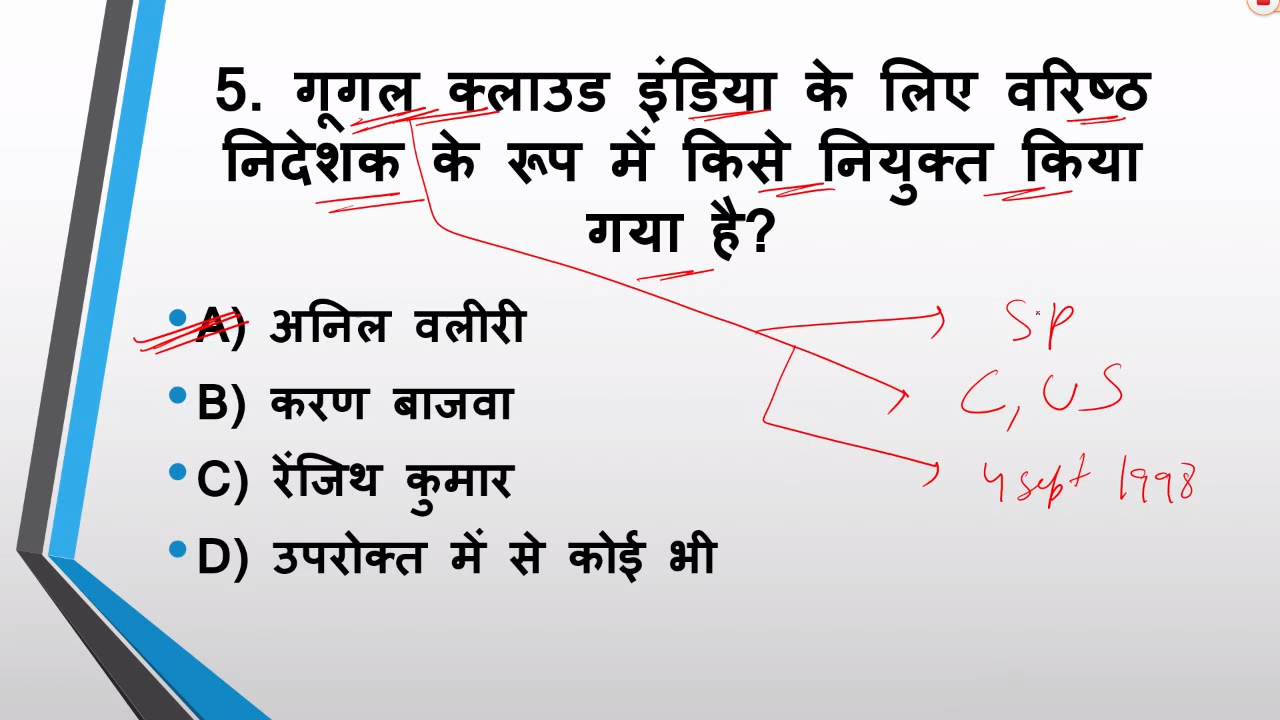 5. गूगल क्लाउड इंडिया के लिए वरिष्ठ
निदेशक के रूप में किसे नियुक्त किया
गया है?
A) अनिल वलीरी
B) करण बाजवा
C) रेंजिथ कुमार
D) उपरोक्त में से कोई भी
SP
C, US
4 sept 1998